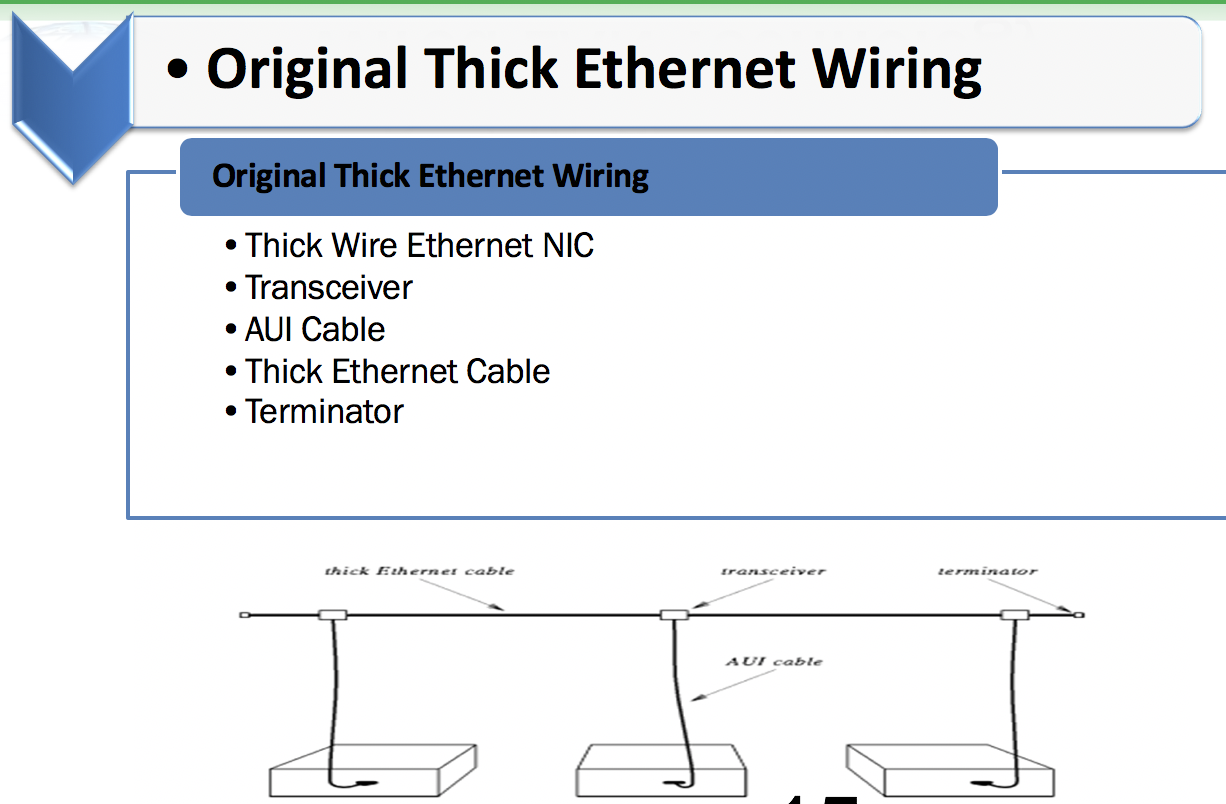 • Original Thick Ethernet Wiring
Original Thick Ethernet Wiring
• Thick Wire Ethernet NIC
• Transceiver
• AUI Cable
• Thick Ethernet Cable
• Terminator
thick Ethernet cable transceiver terminator
AUI cable